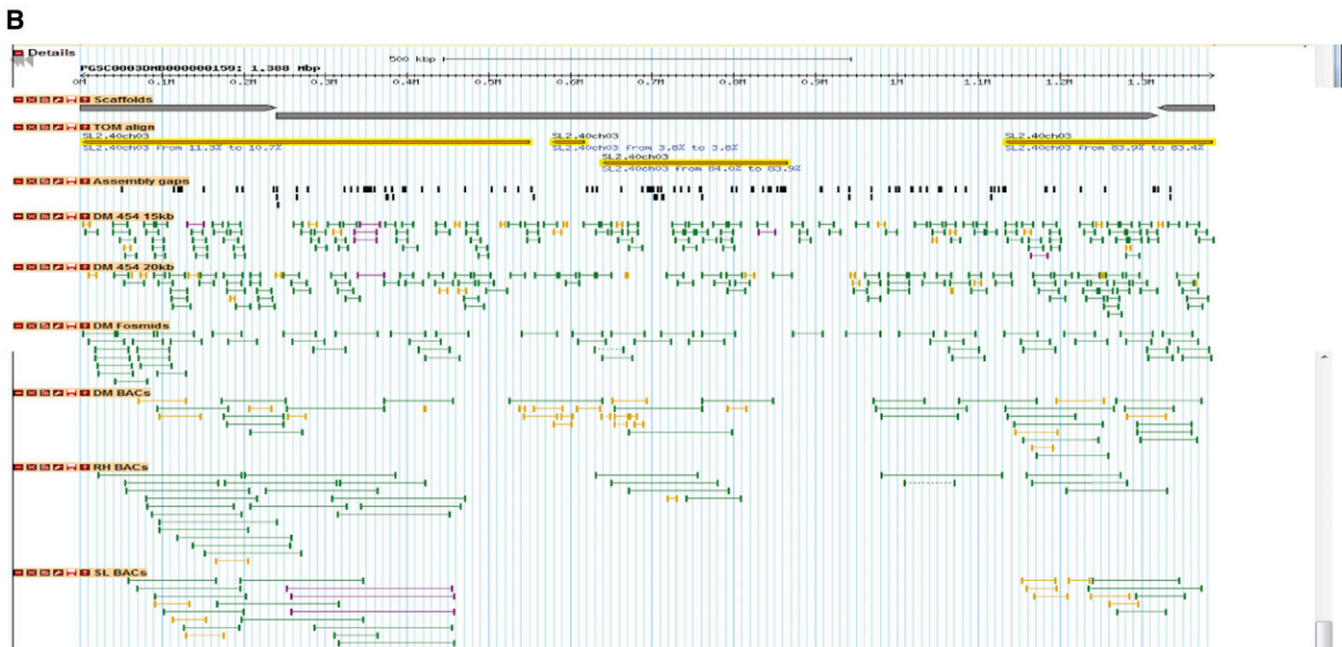 B
Details
500 kbp
PGSC0003DMB000000159: 1.388 Mbp
0M 0.1M 0.2M 0.3M 0.4M 0.5M 0.6M 0.7M 0.8M 0.9M 1M 1.1M 1.2M 1.3M
Scaffolds
TOM align
SL2.40ch03 SL2.40ch03 SL2.40ch03
SL2.40ch03 from 11.3% to 10.7% SL2.40ch03 from 3.8% to 3.8% SL2.40ch03 from 83.9% to 83.4%
SL2.40ch03
SL2.40ch03 from 84.0% to 83.9%
Assembly gaps
DM 454 15kb
DM 454 20kb
DM Fosmids
DM BACs
RH BACs
SL BACs